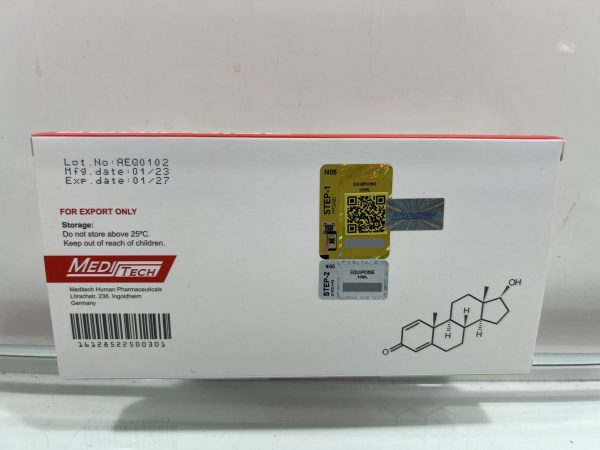 Lot.No:AEQ0102
Mfg.date:01/23
Exp.date:01/27
FOR EXPORT ONLY
Storage:
Do not store above 25ºC.
Keep out of reach of children.
MEDITECH
Meditech Human Pharmaceuticals
Lörachstr. 238, Ingoldheim
Germany
16128522500301
N05
STEP-1
EQUIPOISE
10ML
N05
STEP-2
EQUIPOISE
10ML
OH
H
H
H
O